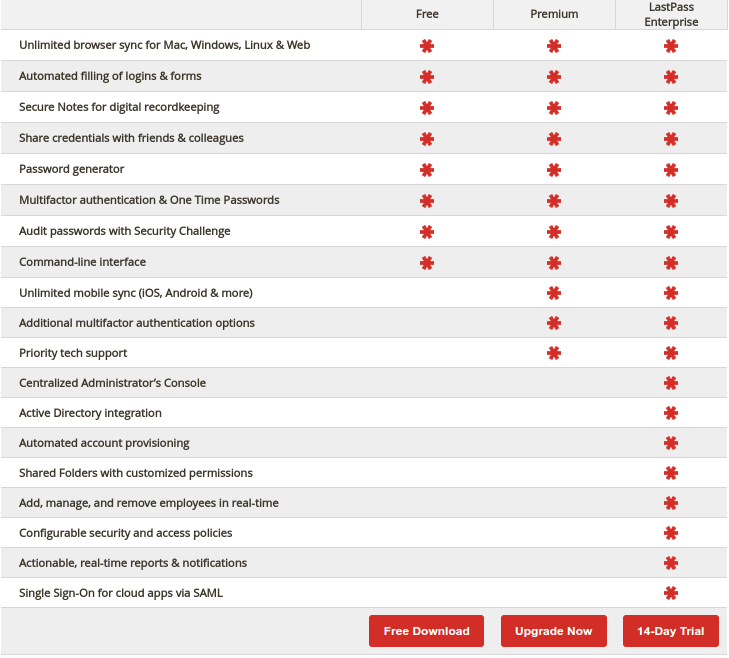 Free Premium LastPass
Enterprise
Unlimited browser sync for Mac, Windows, Linux & Web * * *
Automated filling of logins & forms * * *
Secure Notes for digital recordkeeping * * *
Share credentials with friends & colleagues * * *
Password generator * * *
Multifactor authentication & One Time Passwords * * *
Audit passwords with Security Challenge * * *
Command-line interface * * *
Unlimited mobile sync (iOS, Android & more) * *
Additional multifactor authentication options * *
Priority tech support * *
Centralized Administrator's Console *
Active Directory integration *
Automated account provisioning *
Shared Folders with customized permissions *
Add, manage, and remove employees in real-time *
Configurable security and access policies *
Actionable, real-time reports & notifications *
Single Sign-On for cloud apps via SAML *
Free Download Upgrade Now 14-Day Trial